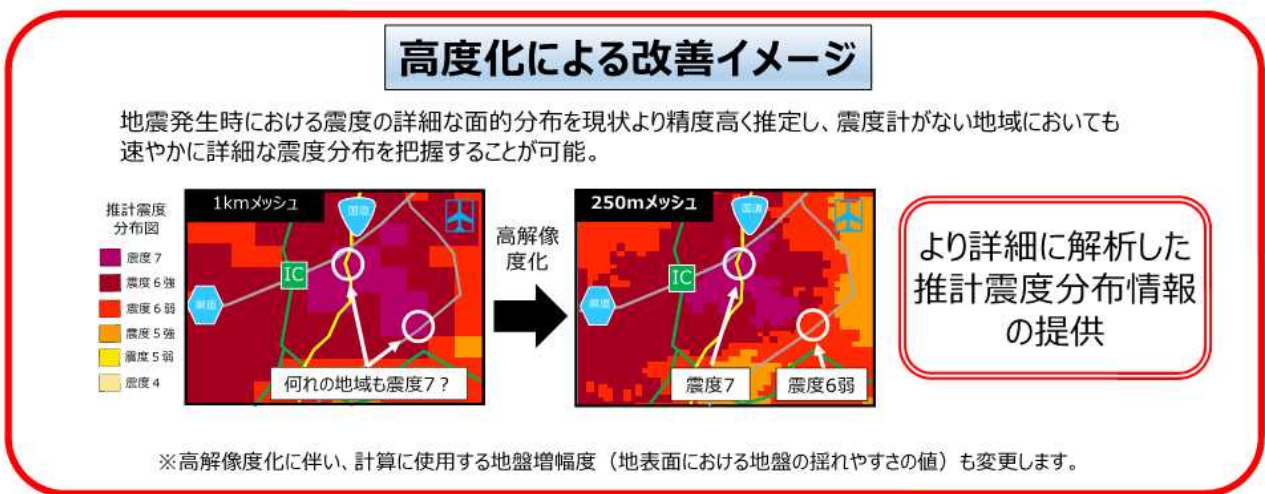 高度化による改善イメージ
地震発生時における震度の詳細な面的分布を現状より精度高く推定し、震度計がない地域においても
速やかに詳細な震度分布を把握することが可能。
推計震度
分布図
震度7
震度6強
震度6弱
震度5強
震度5弱
震度4
1kmメッシュ
国道
IC
県道
何れの地域も震度7？
高解像
度化
250mメッシュ
国道
IC
県道
震度7
震度6弱
より詳細に解析した
推計震度分布情報
の提供
※高解像度化に伴い、計算に使用する地盤増幅度（地表面における地盤の揺れやすさの値）も変更します。